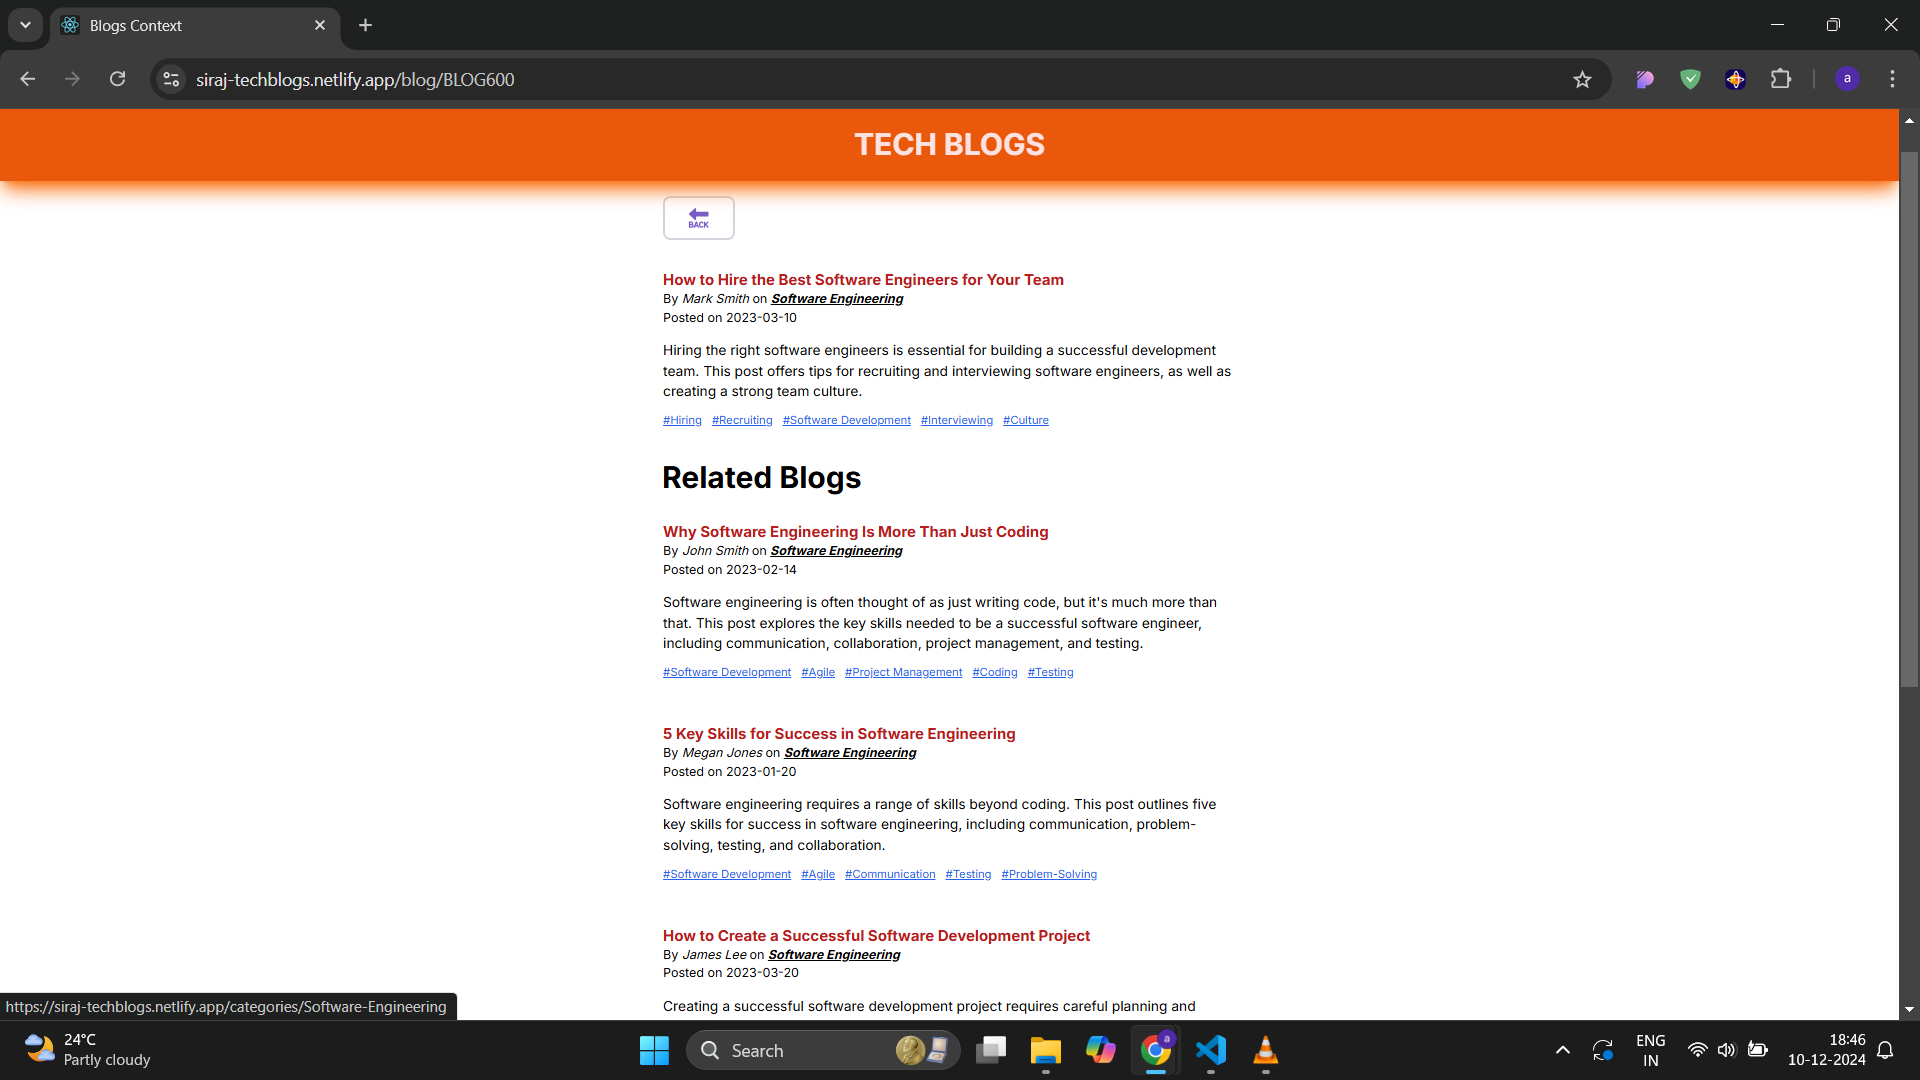 Blogs Context
siraj-techblogs.netlify.app/blog/BLOG600
a
TECH BLOGS
BACK
How to Hire the Best Software Engineers for Your Team
By Mark Smith on Software Engineering
Posted on 2023-03-10
Hiring the right software engineers is essential for building a successful development
team. This post offers tips for recruiting and interviewing software engineers, as well as
creating a strong team culture.
#Hiring #Recruiting #Software Development #Interviewing #Culture
Related Blogs
Why Software Engineering Is More Than Just Coding
By John Smith on Software Engineering
Posted on 2023-02-14
Software engineering is often thought of as just writing code, but it's much more than
that. This post explores the key skills needed to be a successful software engineer,
including communication, collaboration, project management, and testing.
#Software Development #Agile #Project Management #Coding #Testing
5 Key Skills for Success in Software Engineering
By Megan Jones on Software Engineering
Posted on 2023-01-20
Software engineering requires a range of skills beyond coding. This post outlines five
key skills for success in software engineering, including communication, problem-
solving, testing, and collaboration.
#Software Development #Agile #Communication #Testing #Problem-Solving
How to Create a Successful Software Development Project
By James Lee on Software Engineering
Posted on 2023-03-20
Creating a successful software development project requires careful planning and
https://siraj-techblogs.netlify.app/categories/Software-Engineering
24°C
Partly cloudy
Search
a
ENG
IN
18:46
10-12-2024